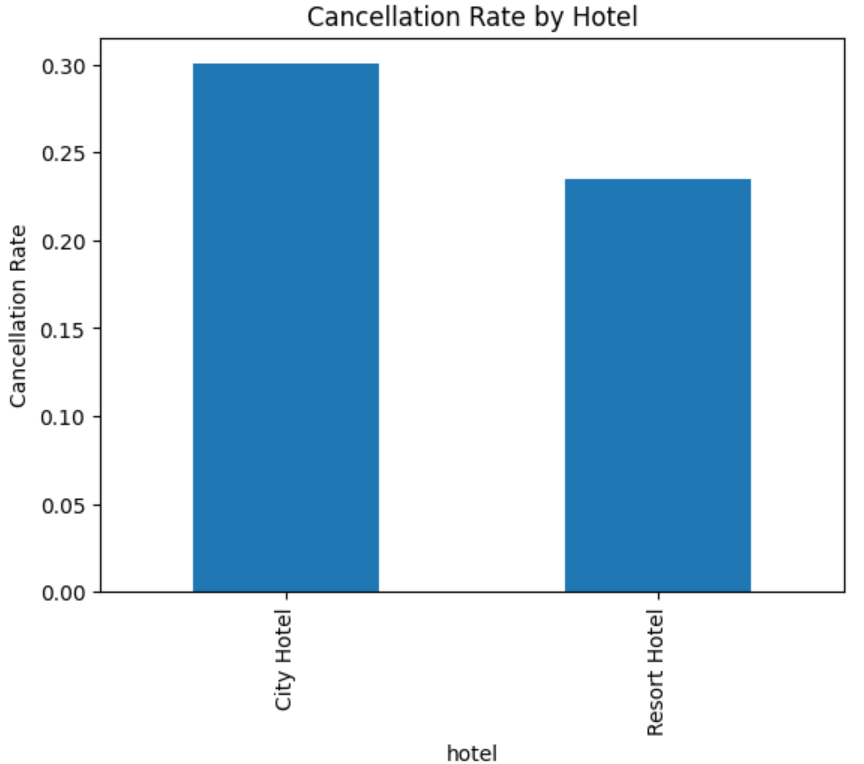 Cancellation Rate by Hotel
Cancellation Rate
0.30
0.25
0.20
0.15
0.10
0.05
0.00
City Hotel
Resort Hotel
hotel